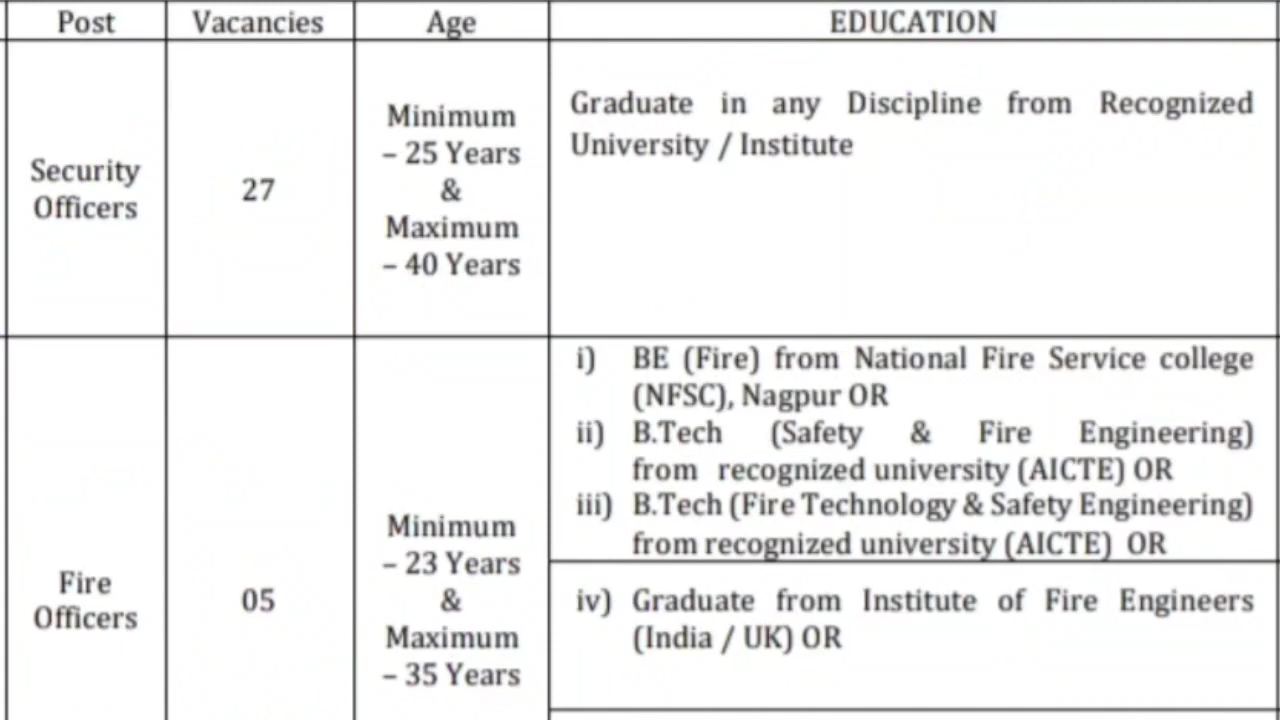 Post Vacancies Age EDUCATION
Security
Officers
27
Minimum
– 25 Years
&
Maximum
– 40 Years
Graduate in any Discipline from Recognized
University / Institute
Fire
Officers
05
Minimum
– 23 Years
&
Maximum
– 35 Years
i) BE (Fire) from National Fire Service college
(NFSC), Nagpur OR
ii) B.Tech (Safety & Fire Engineering)
from recognized university (AICTE) OR
iii) B.Tech (Fire Technology & Safety Engineering)
from recognized university (AICTE) OR
iv) Graduate from Institute of Fire Engineers
(India / UK) OR